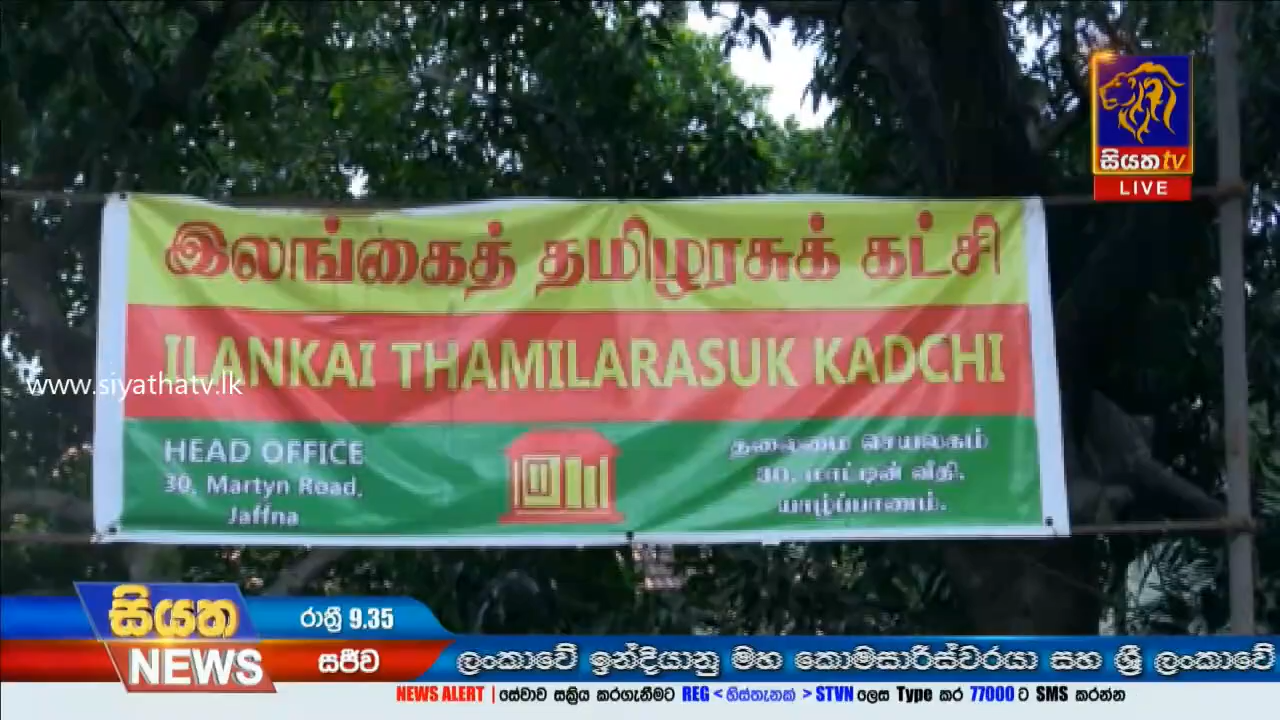 සියත tv
LIVE
இலங்கைத் தமிழரசுக் கட்சி
ILANKAI THAMILARASUK KADCHI
www.siyathatv.lk
HEAD OFFICE
30, Martyn Road,
Jaffna
தலைமை செயலகம்
30, மாட்டின் வீதி,
யாழ்ப்பாணம்.
සියත
NEWS
රාත්‍රී 9.35
සජීව
ලංකාවේ ඉන්දියානු මහ කොමසාරිස්වරයා සහ ශ්‍රී ලංකාවේ
NEWS ALERT | සේවාව සක්‍රිය කරගැනීමට REG < හිස්තැනක් > STVN ලෙස Type කර 77000 ට SMS කරන්න